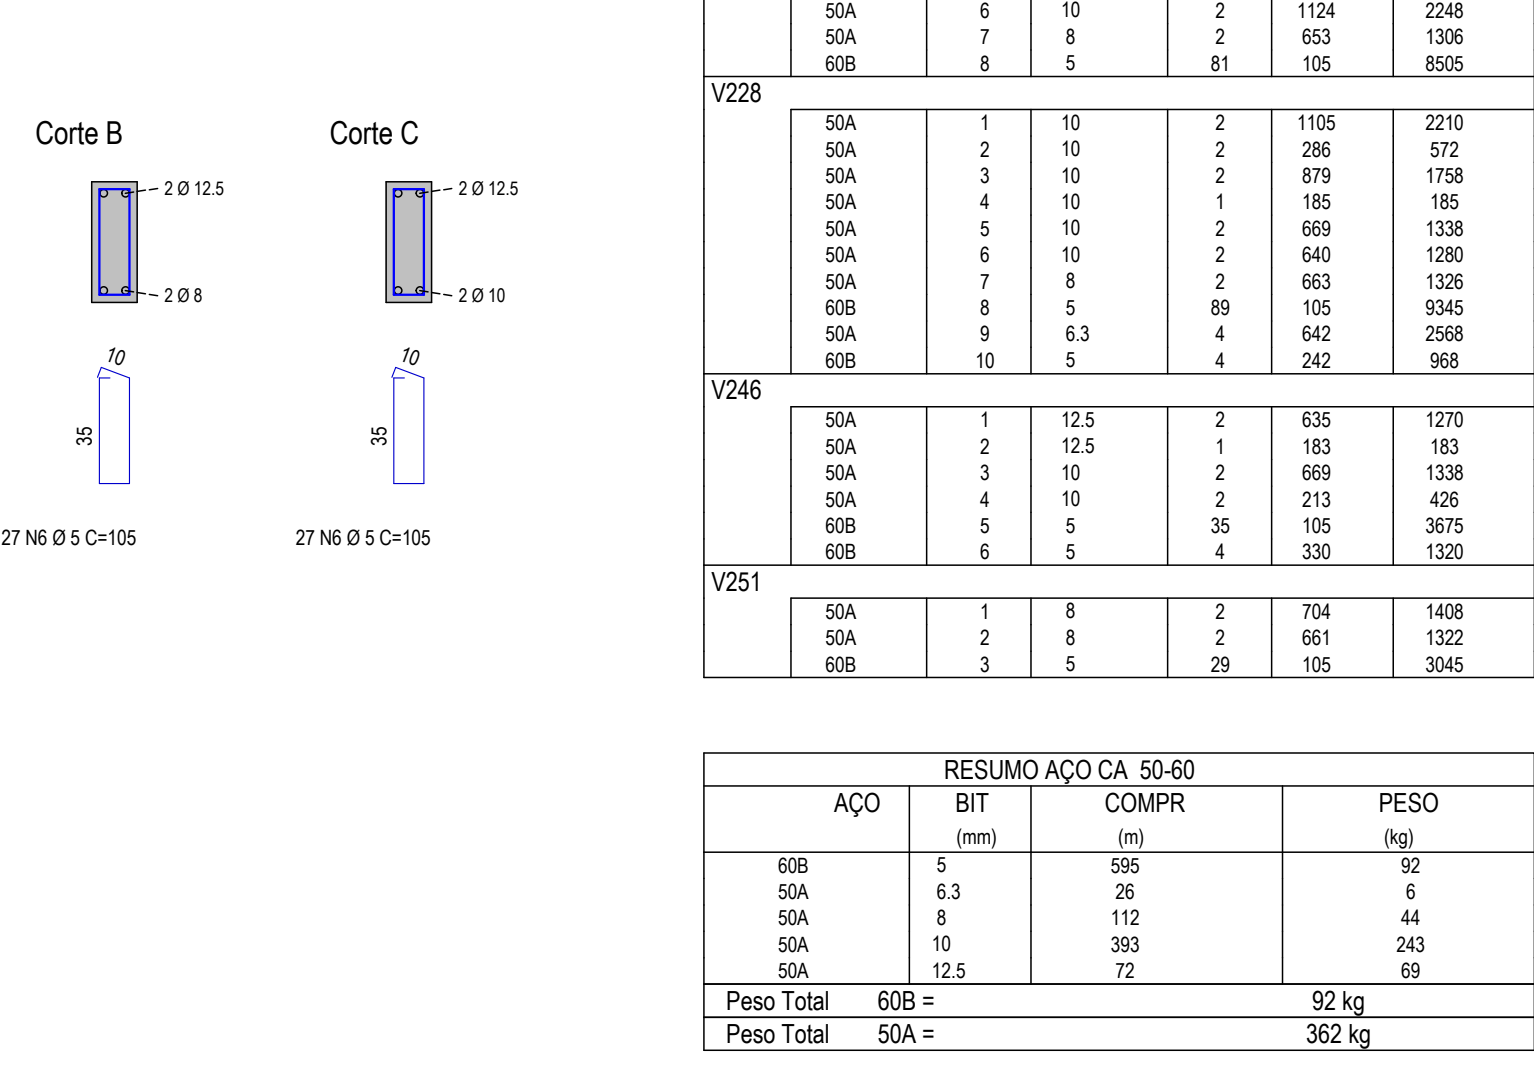 Corte B
2 Ø 12.5
2 Ø 8
10
35
27 N6 Ø 5 C=105
Corte C
2 Ø 12.5
2 Ø 10
10
35
27 N6 Ø 5 C=105
50A 6 10 2 1124 2248
50A 7 8 2 653 1306
60B 8 5 81 105 8505
V228
50A 1 10 2 1105 2210
50A 2 10 2 286 572
50A 3 10 2 879 1758
50A 4 10 1 185 185
50A 5 10 2 669 1338
50A 6 10 2 640 1280
50A 7 8 2 663 1326
60B 8 5 89 105 9345
50A 9 6.3 4 642 2568
60B 10 5 4 242 968
V246
50A 1 12.5 2 635 1270
50A 2 12.5 1 183 183
50A 3 10 2 669 1338
50A 4 10 2 213 426
60B 5 5 35 105 3675
60B 6 5 4 330 1320
V251
50A 1 8 2 704 1408
50A 2 8 2 661 1322
60B 3 5 29 105 3045
RESUMO AÇO CA 50-60
AÇO BIT COMPR PESO
(mm) (m) (kg)
60B 5 595 92
50A 6.3 26 6
50A 8 112 44
50A 10 393 243
50A 12.5 72 69
Peso Total 60B = 92 kg
Peso Total 50A = 362 kg